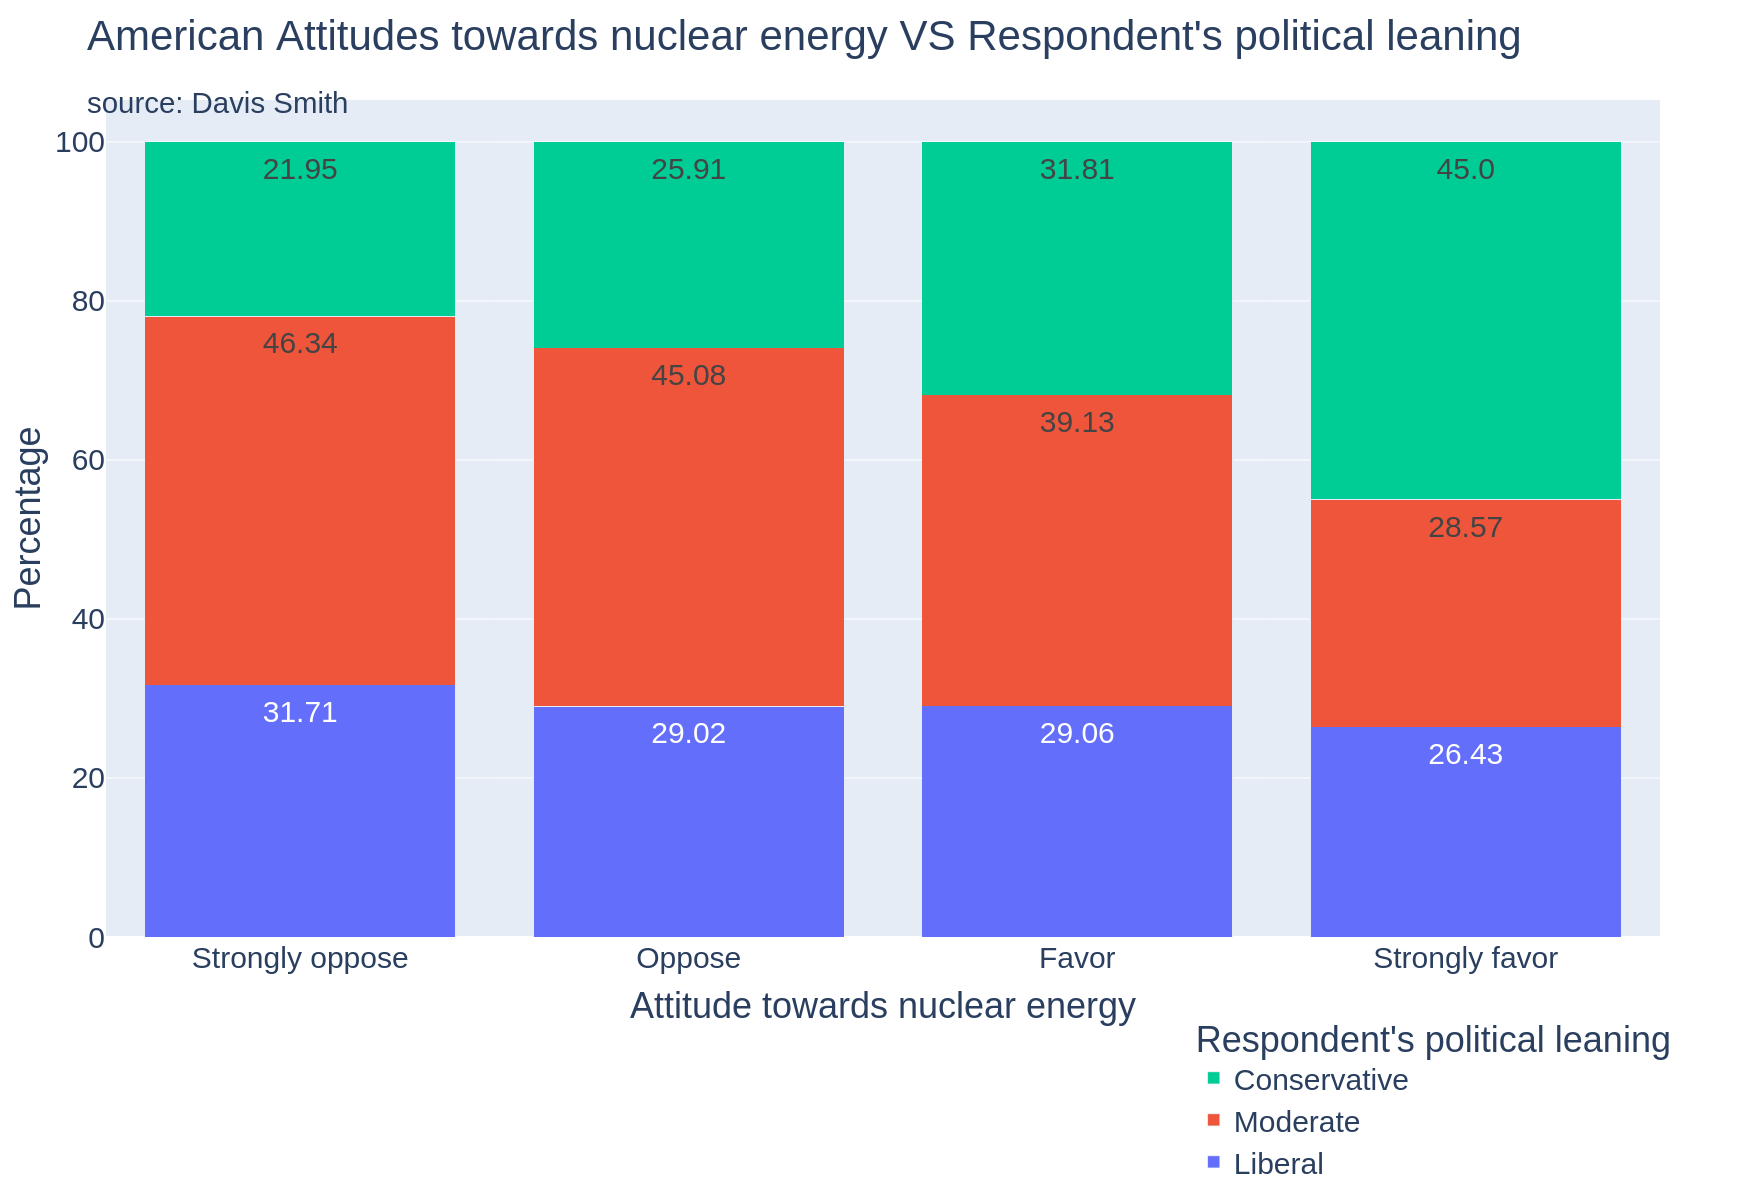 American Attitudes towards nuclear energy VS Respondent's political leaning
source: Davis Smith
Percentage
100
80
60
40
20
0
21.95
25.91
31.81
45.0
46.34
45.08
39.13
28.57
31.71
29.02
29.06
26.43
Strongly oppose
Oppose
Favor
Strongly favor
Attitude towards nuclear energy
Respondent's political leaning
Conservative
Moderate
Liberal